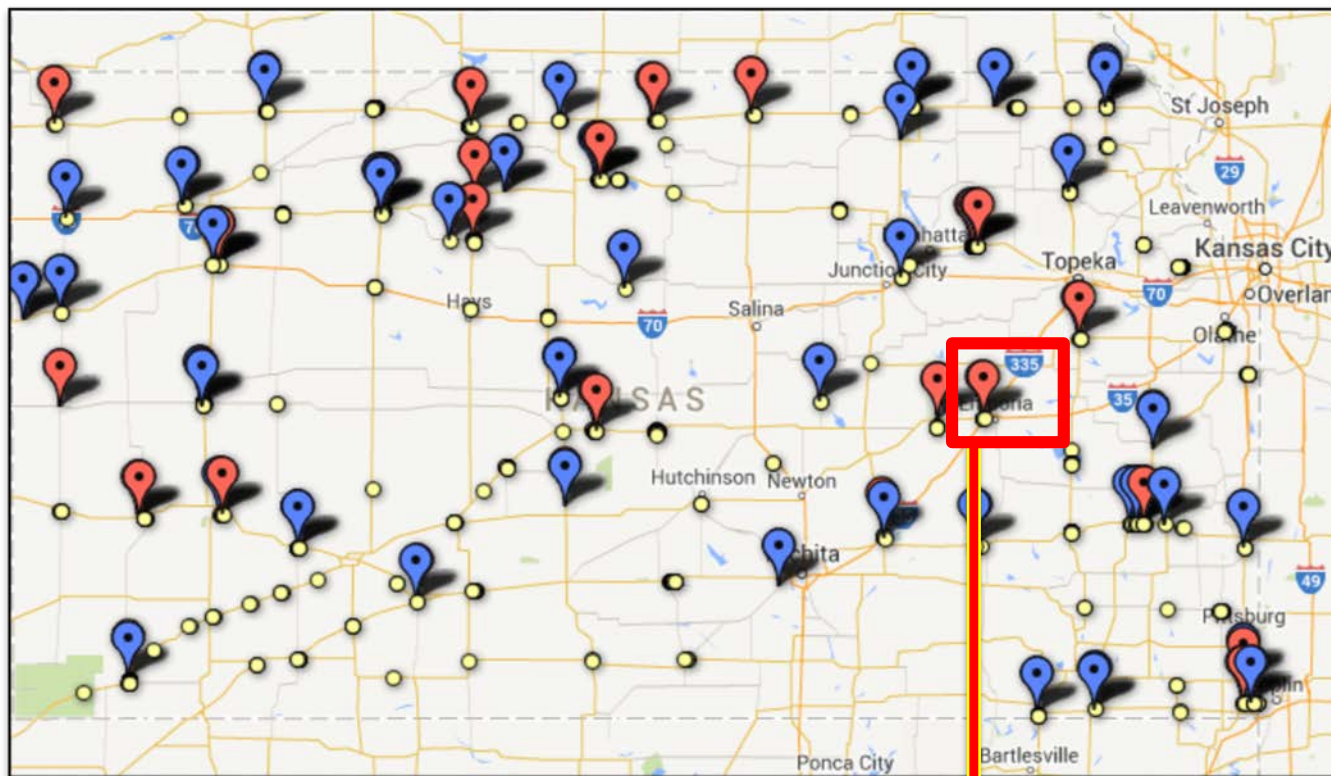 St Joseph
29
Leavenworth
Kansas City
Topeka
Junction City
70
Overlan
Hays
Salina
70
Olathe
335
KANSAS
35
Hutchinson
Newton
49
Bartlesville
Ponca City